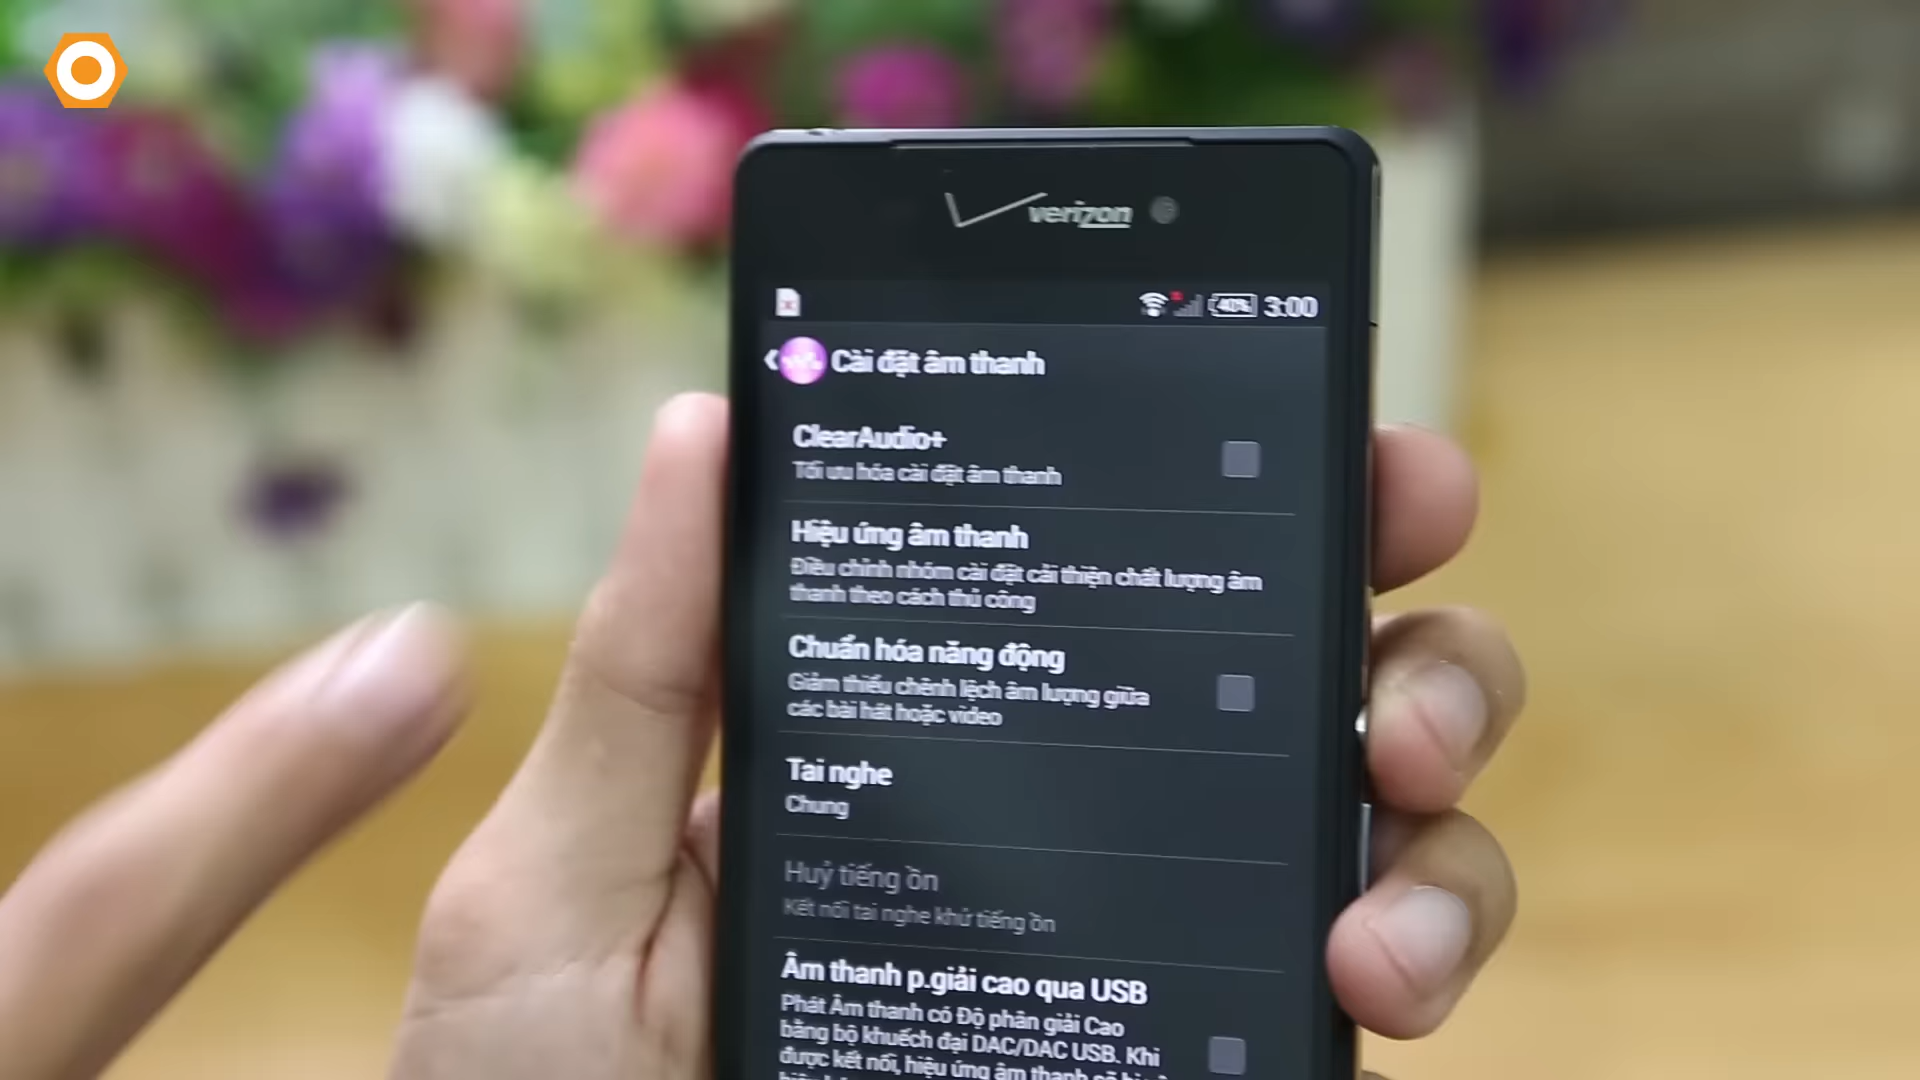 verizon
40% 3:00
Cài đặt âm thanh
ClearAudio+
Tối ưu hóa cài đặt âm thanh
Hiệu ứng âm thanh
Điều chỉnh nhóm cài đặt cải thiện chất lượng âm
thanh theo cách thủ công
Chuẩn hóa năng động
Giảm thiểu chênh lệch âm lượng giữa
các bài hát hoặc video
Tai nghe
Chung
Huỷ tiếng ồn
Kết nối tai nghe khử tiếng ồn
Âm thanh p.giải cao qua USB
Phát Âm thanh có Độ phân giải Cao
bằng bộ khuếch đại DAC/DAC USB. Khi
được kết nối, hiệu ứng âm thanh sẽ